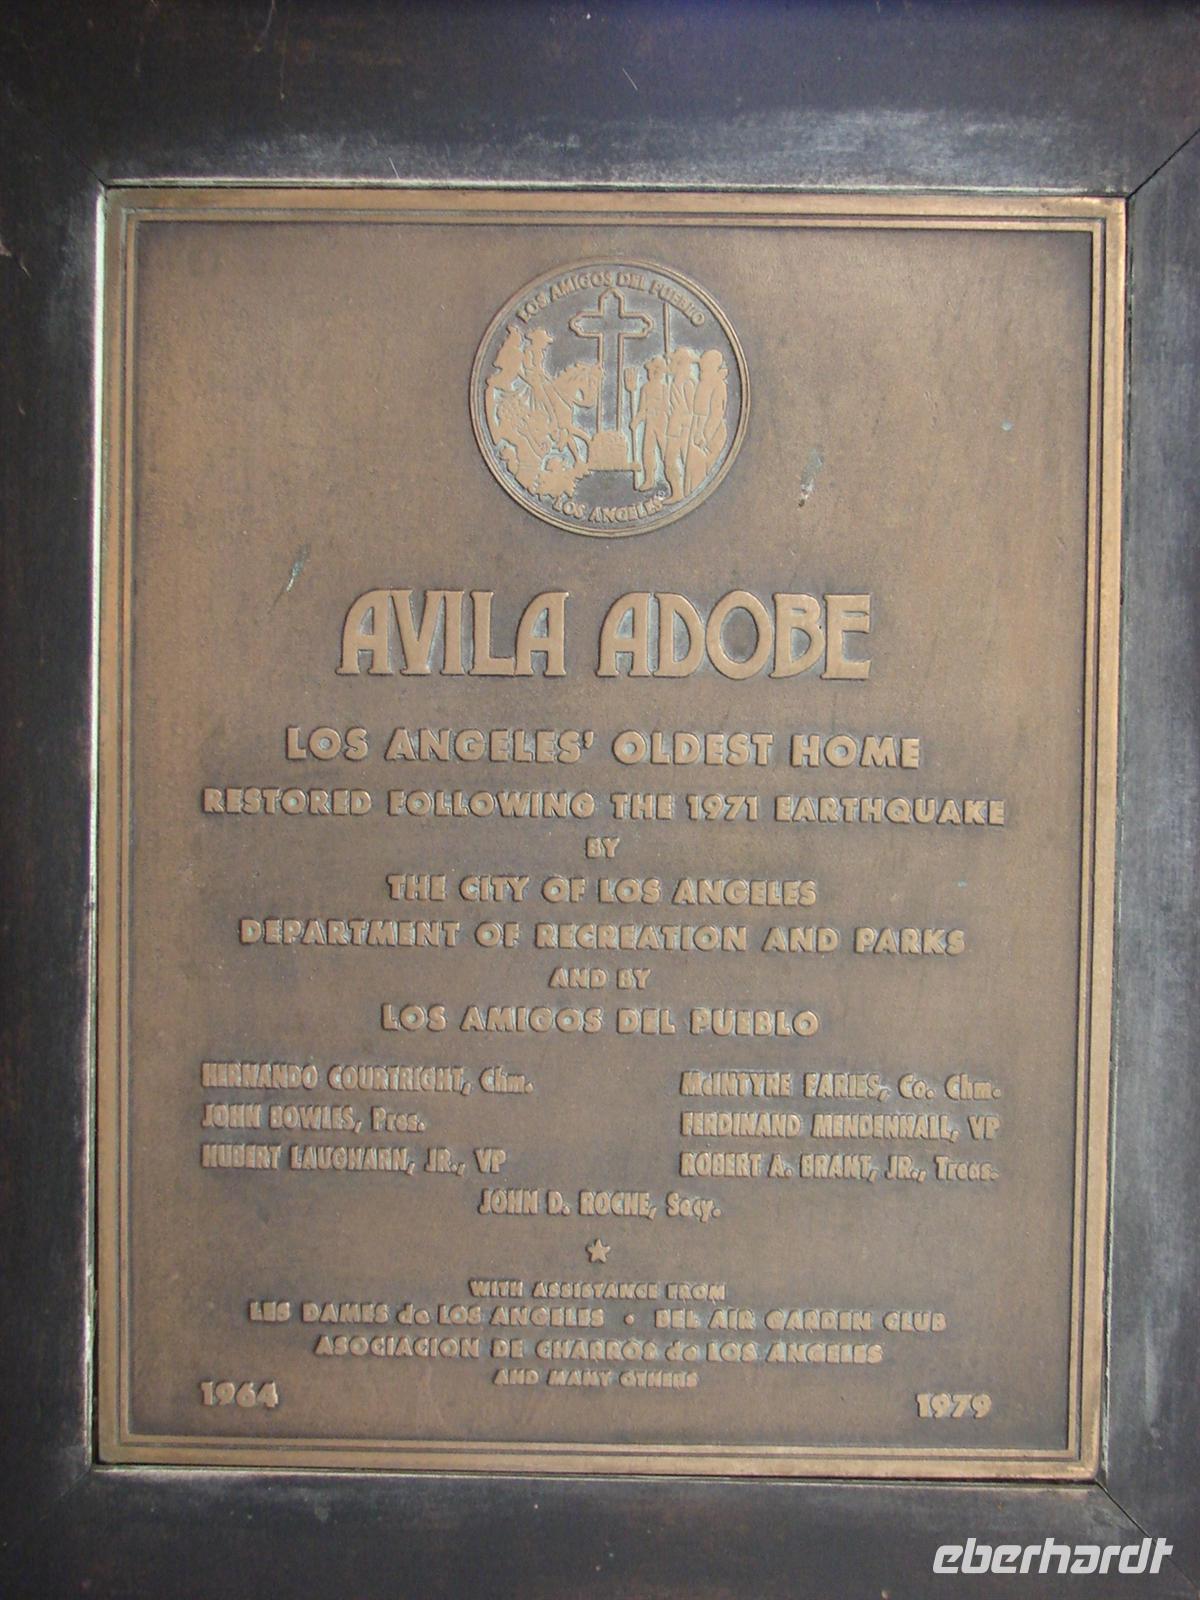 LOS AMIGOS DEL PUEBLO
LOS ANGELES
AVILA ADOBE
LOS ANGELES' OLDEST HOME
RESTORED FOLLOWING THE 1971 EARTHQUAKE
BY
THE CITY OF LOS ANGELES
DEPARTMENT OF RECREATION AND PARKS
AND BY
LOS AMIGOS DEL PUEBLO
HERNANDO COURTRIGHT, Chm.
McINTYRE FARIES, Co. Chm.
JOHN BOWLES, Pres.
FERDINAND MENDENHALL, VP
HUBERT LAUGHARN, JR., VP
ROBERT A. BRANT, JR., Treas.
JOHN D. ROCHE, Secy.
WITH ASSISTANCE FROM
LES DAMES de LOS ANGELES • BEL AIR GARDEN CLUB
ASOCIACION DE CHARROS de LOS ANGELES
AND MANY OTHERS
1964
1979
eberhardt